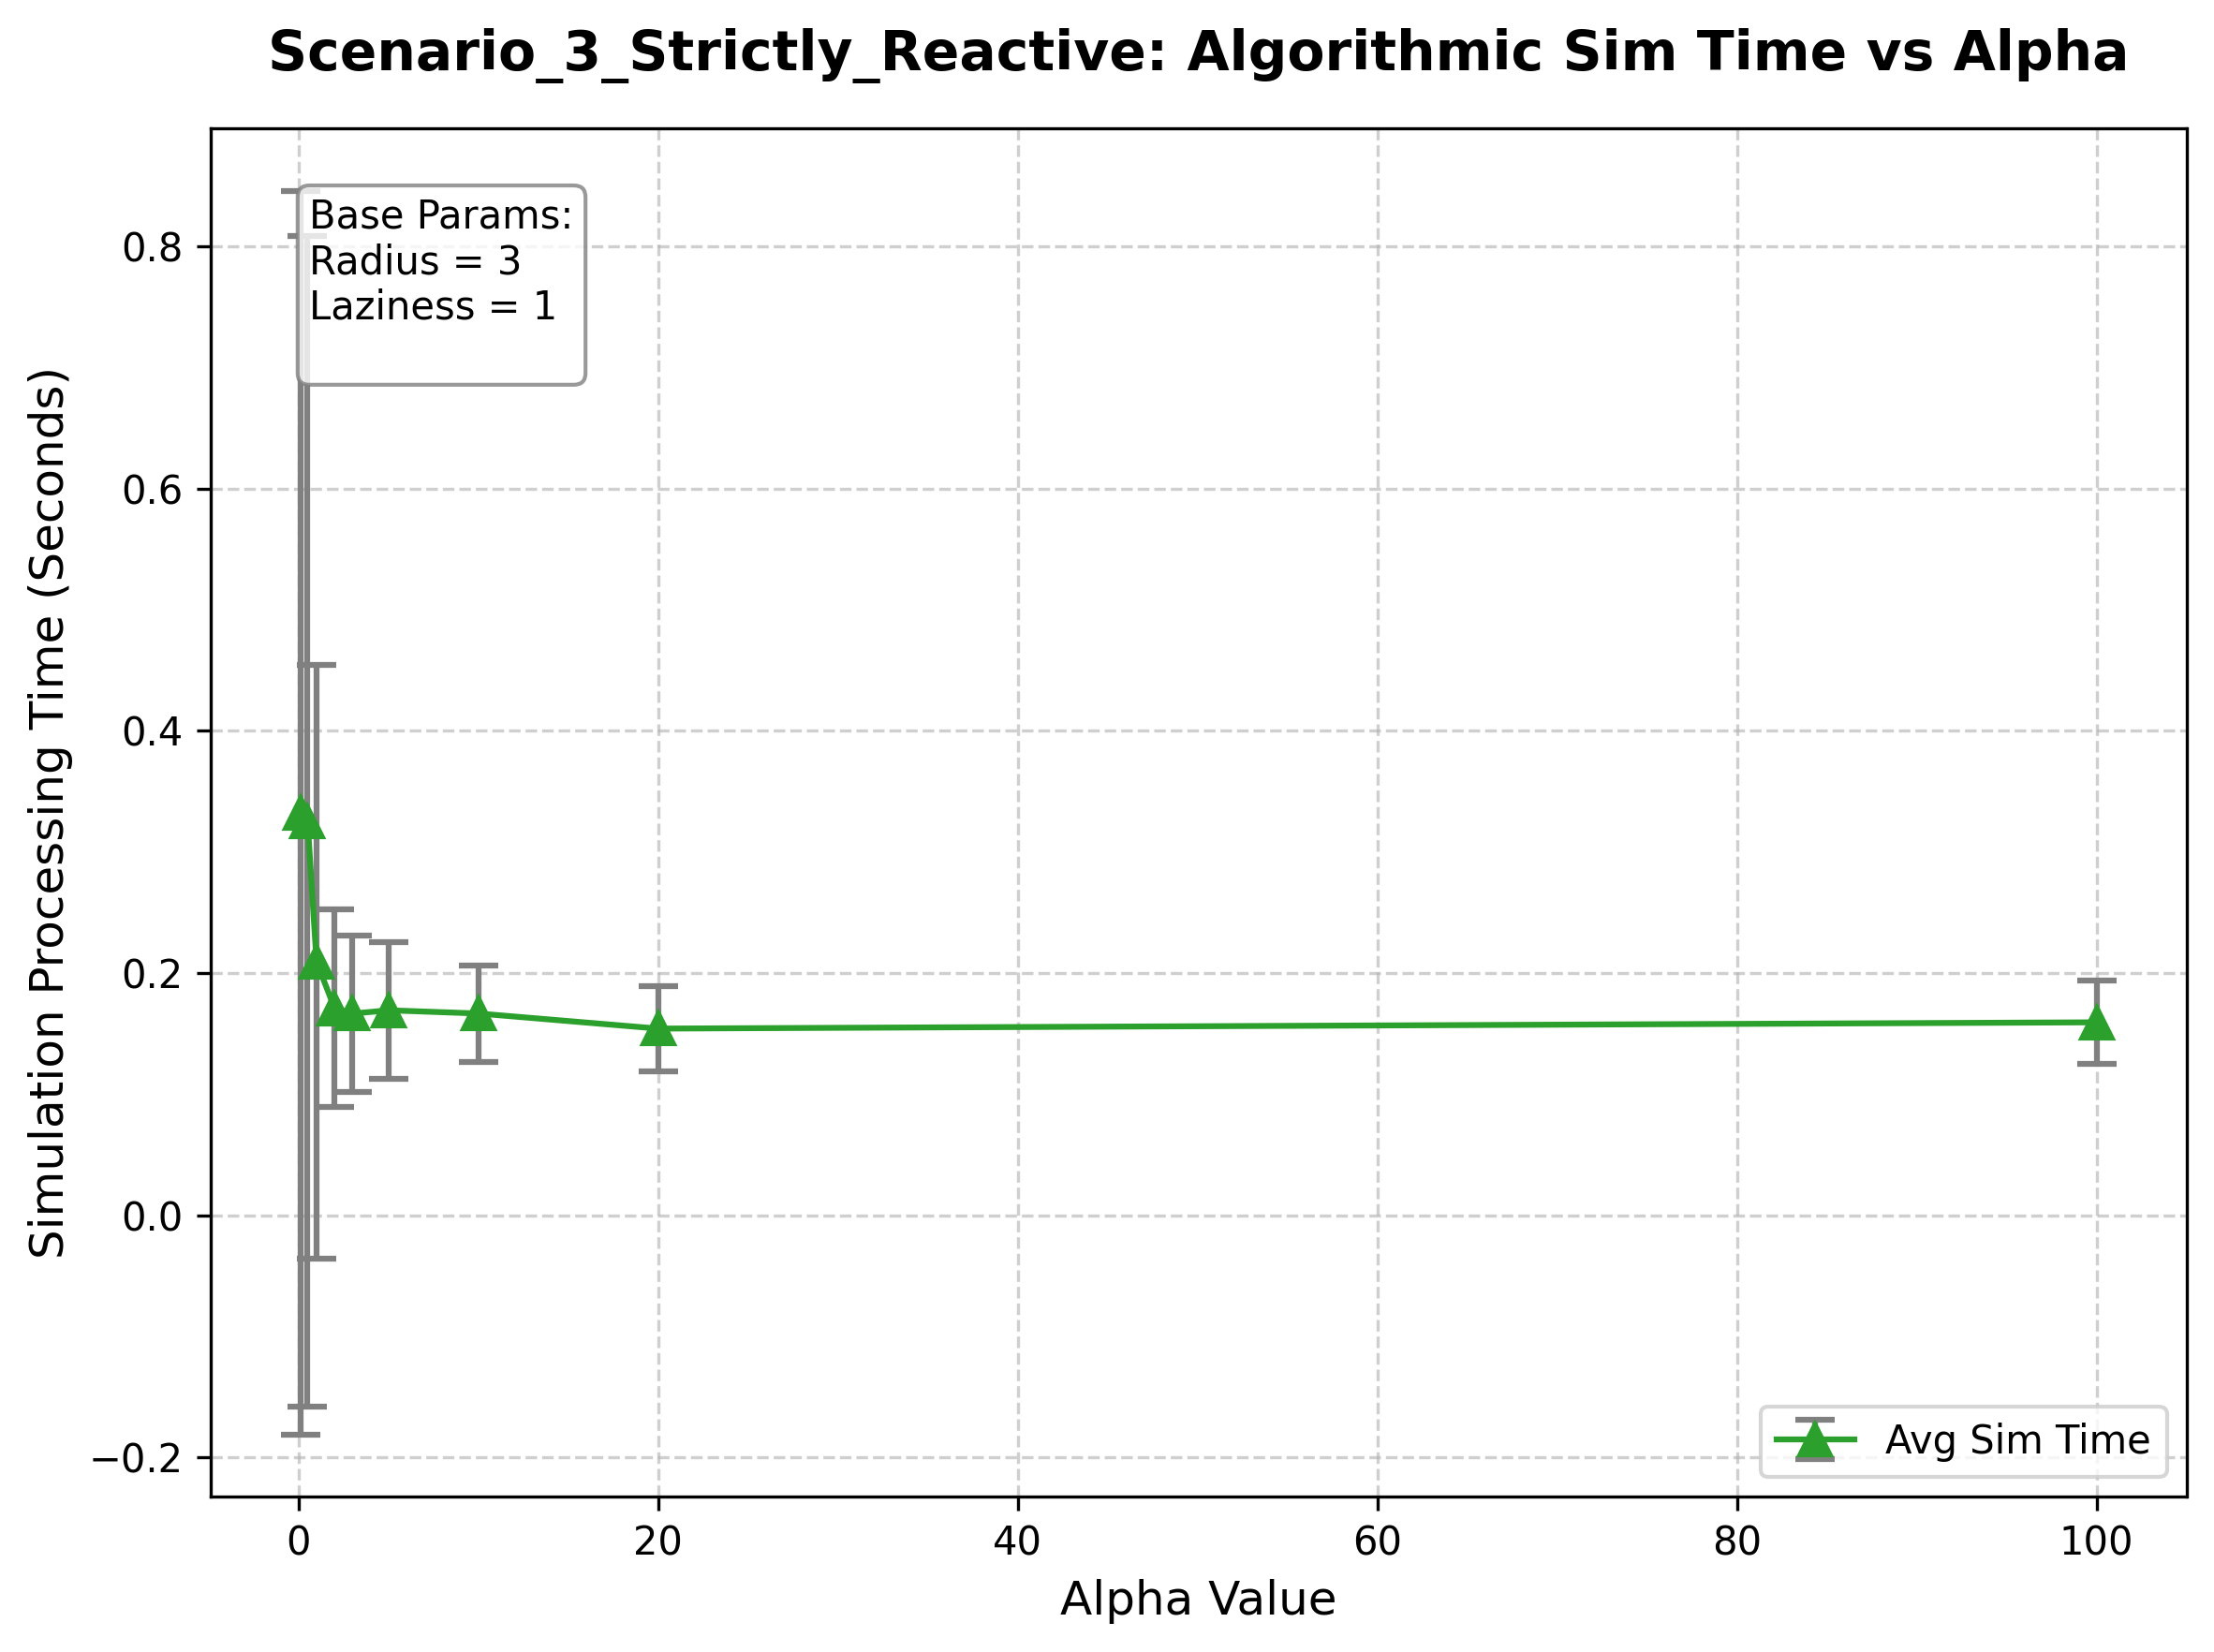 Scenario_3_Strictly_Reactive: Algorithmic Sim Time vs Alpha
Simulation Processing Time (Seconds)
0.8
0.6
0.4
0.2
0.0
−0.2
Base Params:
Radius = 3
Laziness = 1
Avg Sim Time
0 20 40 60 80 100
Alpha Value